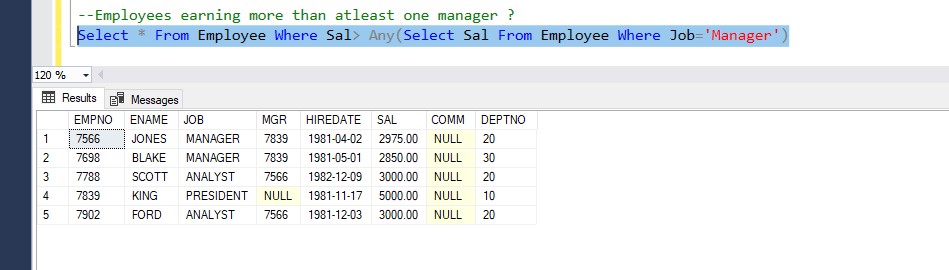 --Employees earning more than atleast one manager ?
Select * From Employee Where Sal> Any(Select Sal From Employee Where Job='Manager')
120 %
Results Messages
EMPNO ENAME JOB MGR HIREDATE SAL COMM DEPTNO
1 7566 JONES MANAGER 7839 1981-04-02 2975.00 NULL 20
2 7698 BLAKE MANAGER 7839 1981-05-01 2850.00 NULL 30
3 7788 SCOTT ANALYST 7566 1982-12-09 3000.00 NULL 20
4 7839 KING PRESIDENT NULL 1981-11-17 5000.00 NULL 10
5 7902 FORD ANALYST 7566 1981-12-03 3000.00 NULL 20